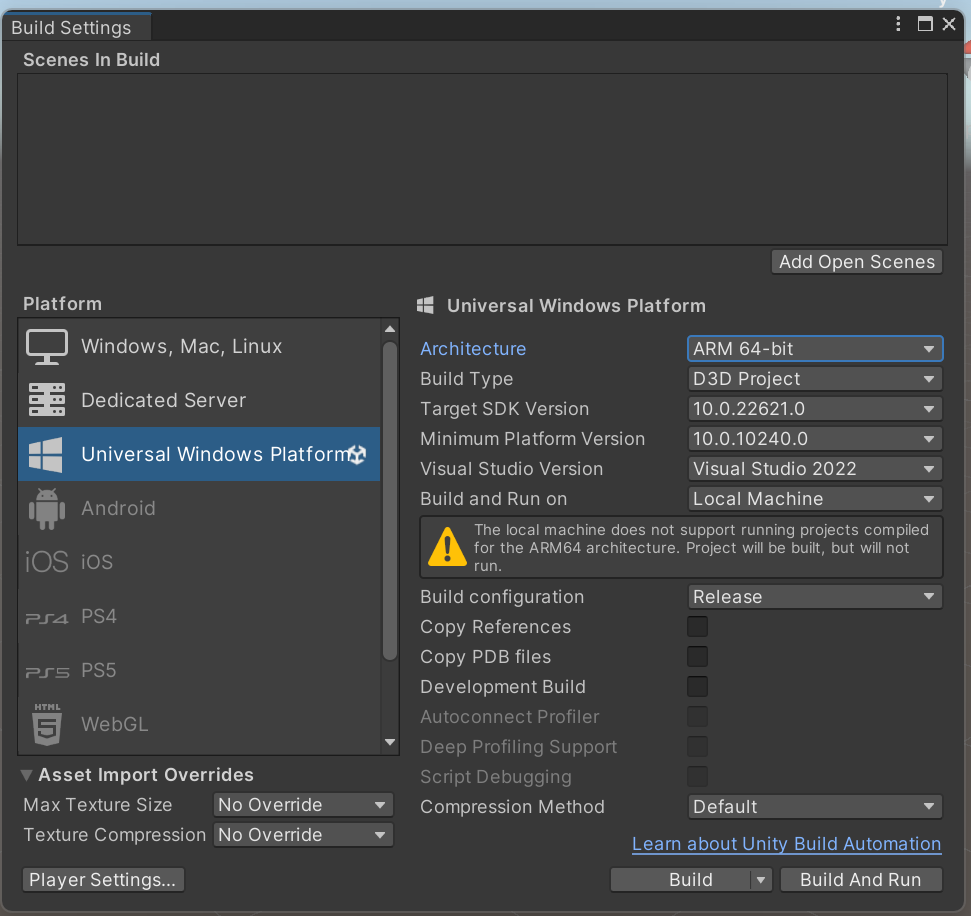 Build Settings
Scenes In Build
Add Open Scenes
Platform
Windows, Mac, Linux
Dedicated Server
Universal Windows Platform
Android
iOS iOS
PS4 PS4
PS5 PS5
HTML
5 WebGL
Asset Import Overrides
Max Texture Size No Override
Texture Compression No Override
Player Settings...
Universal Windows Platform
Architecture ARM 64-bit
Build Type D3D Project
Target SDK Version 10.0.22621.0
Minimum Platform Version 10.0.10240.0
Visual Studio Version Visual Studio 2022
Build and Run on Local Machine
The local machine does not support running projects compiled
for the ARM64 architecture. Project will be built, but will not
run.
Build configuration Release
Copy References
Copy PDB files
Development Build
Autoconnect Profiler
Deep Profiling Support
Script Debugging
Compression Method Default
Learn about Unity Build Automation
Build Build And Run